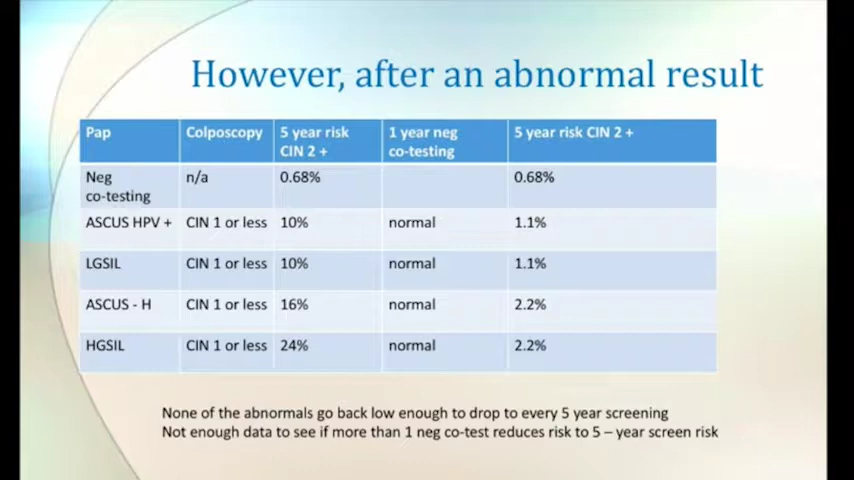 However, after an abnormal result
Pap Colposcopy 5 year risk CIN 2 + 1 year neg co-testing 5 year risk CIN 2 +
Neg co-testing n/a 0.68% 0.68%
ASCUS HPV + CIN 1 or less 10% normal 1.1%
LGSIL CIN 1 or less 10% normal 1.1%
ASCUS - H CIN 1 or less 16% normal 2.2%
HGSIL CIN 1 or less 24% normal 2.2%
None of the abnormals go back low enough to drop to every 5 year screening
Not enough data to see if more than 1 neg co-test reduces risk to 5 – year screen risk